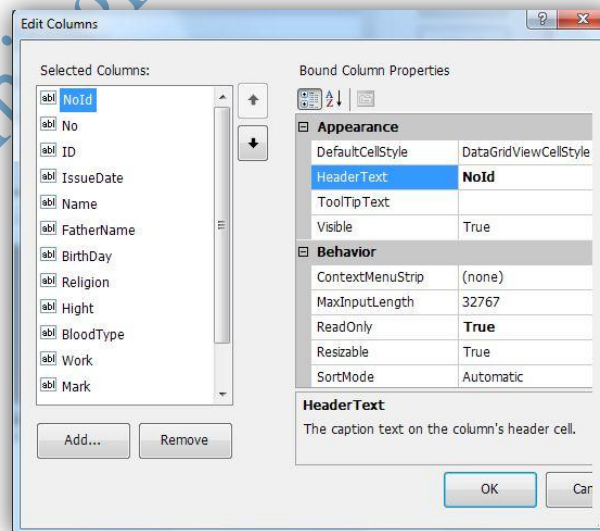 Edit Columns
Selected Columns:
NoId
No
ID
IssueDate
Name
FatherName
BirthDay
Religion
Hight
BloodType
Work
Mark
Add...
Remove
Bound Column Properties
Appearance
DefaultCellStyle DataGridViewCellStyle
HeaderText NoId
ToolTipText
Visible True
Behavior
ContextMenuStrip (none)
MaxInputLength 32767
ReadOnly True
Resizable True
SortMode Automatic
HeaderText
The caption text on the column's header cell.
OK
Can